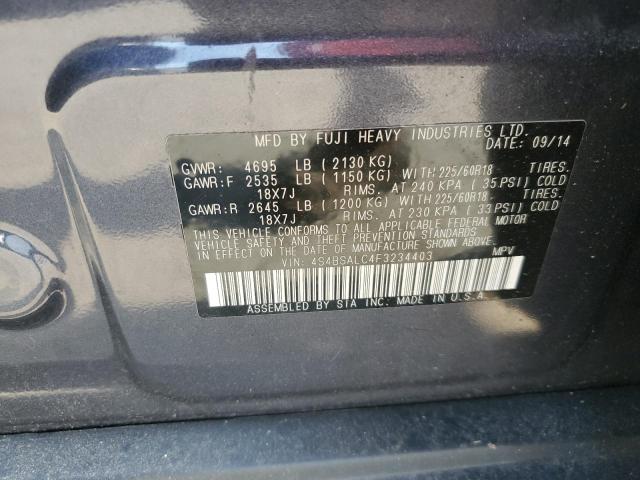 MFD BY FUJI HEAVY INDUSTRIES LTD.
DATE: 09/14
GVWR: 4695 LB ( 2130 KG)
GAWR:F 2535 LB ( 1150 KG) WITH 225/60R18 TIRES.
18X7J RIMS. AT 240 KPA ( 35 PSI) COLD
GAWR:R 2645 LB ( 1200 KG) WITH 225/60R18 TIRES.
18X7J RIMS. AT 230 KPA ( 33 PSI) COLD
THIS VEHICLE CONFORMS TO ALL APPLICABLE FEDERAL MOTOR
VEHICLE SAFETY AND THEFT PREVENTION STANDARDS IN
EFFECT ON THE DATE OF MANUFACTURE SHOWN ABOVE.
VIN: 4S4BSALC4F3234403 MPV
ASSEMBLED BY SIA INC. MADE IN U.S.A.